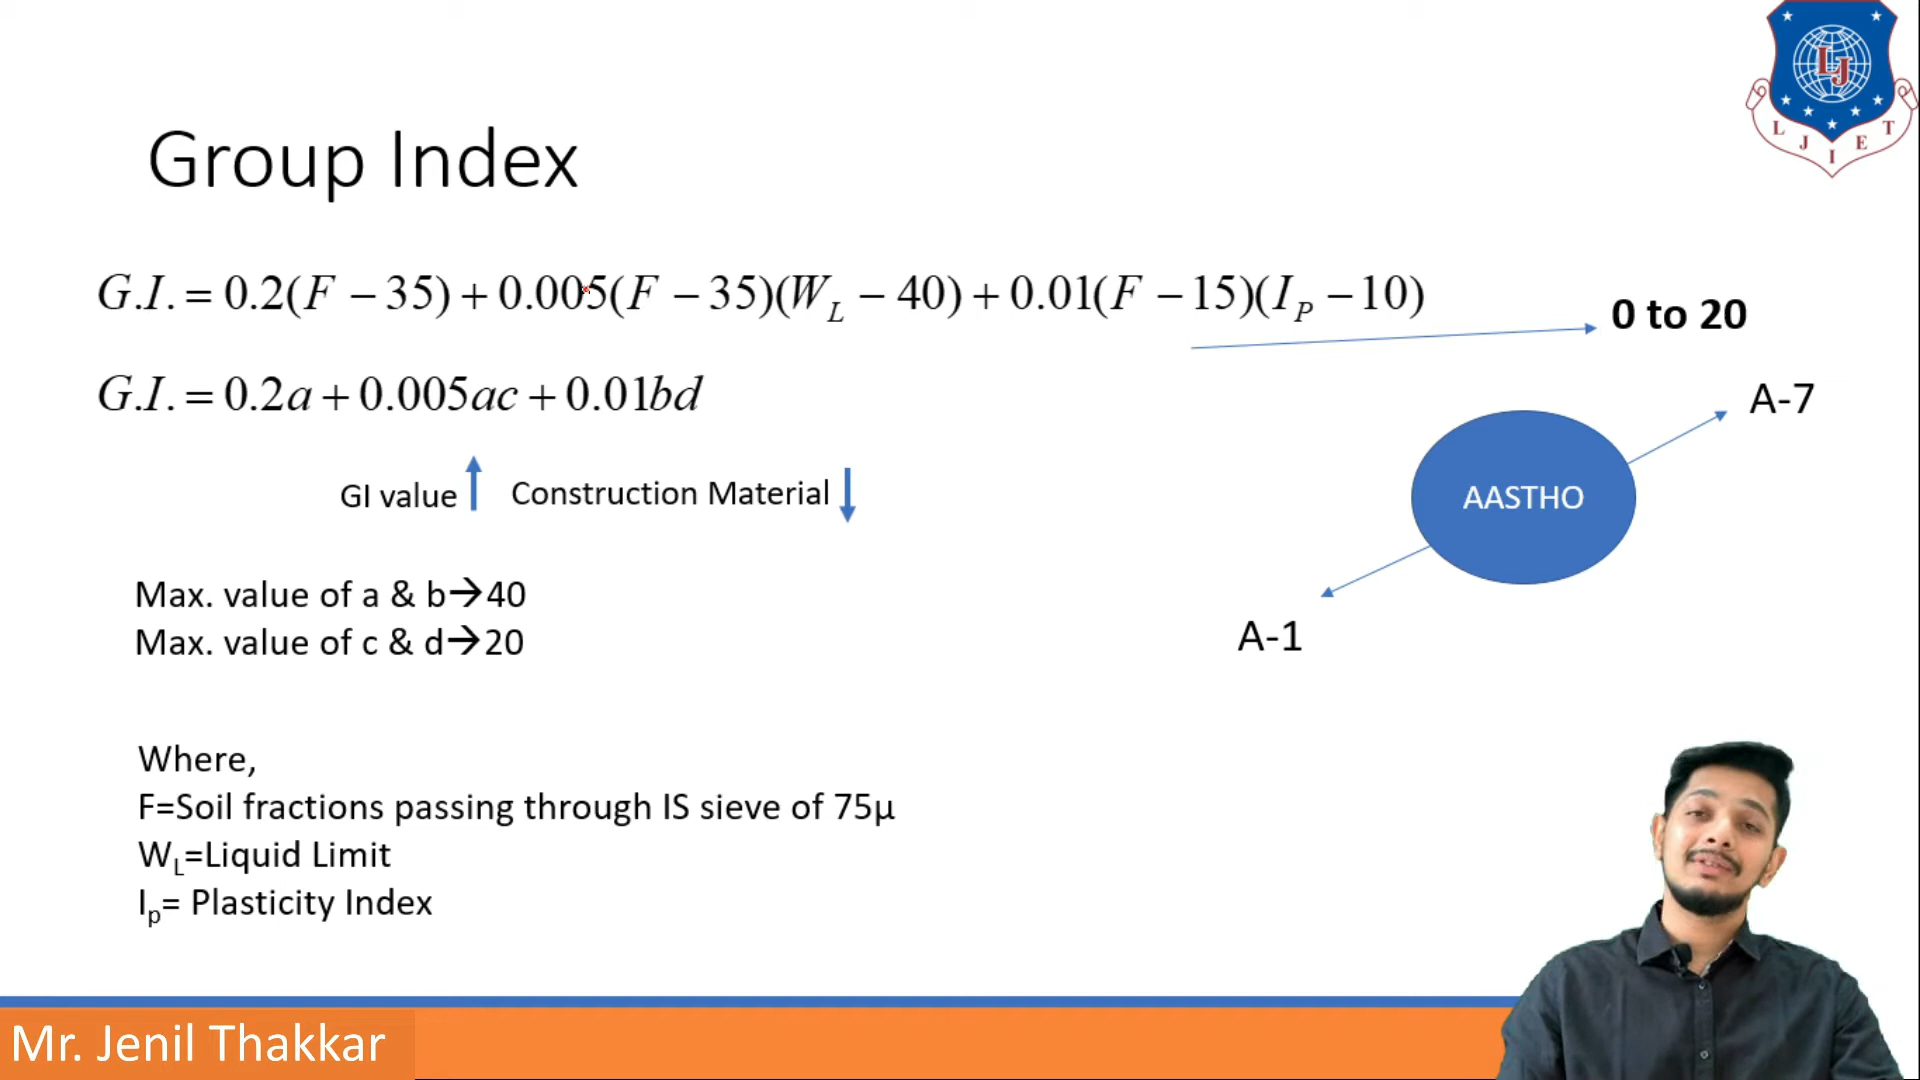 L J I E T
LJ
Group Index
G.I. = 0.2(F − 35) + 0.005(F − 35)(W_L − 40) + 0.01(F − 15)(I_P − 10)
0 to 20
G.I. = 0.2a + 0.005ac + 0.01bd
GI value ↑ Construction Material ↓
A-7
AASTHO
A-1
Max. value of a & b→40
Max. value of c & d→20
Where,
F=Soil fractions passing through IS sieve of 75μ
W_L=Liquid Limit
I_p= Plasticity Index
Mr. Jenil Thakkar